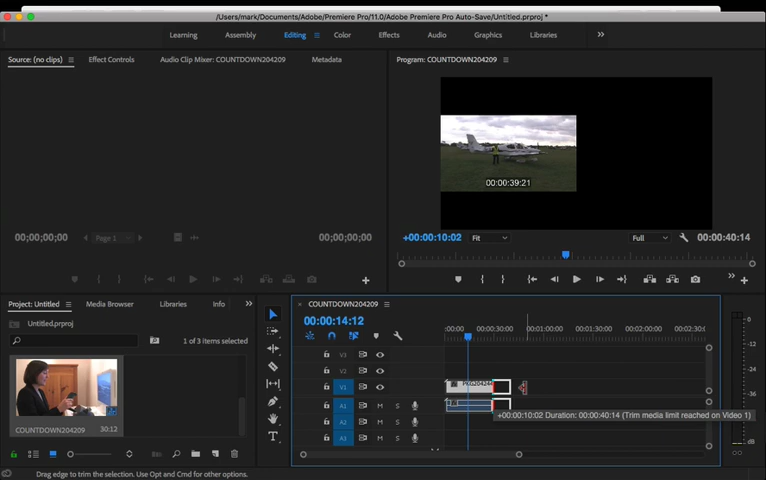 /Users/mark/Documents/Adobe/Premiere Pro/11.0/Adobe Premiere Pro Auto-Save/Untitled.prproj *
Learning Assembly Editing Color Effects Audio Graphics Libraries
Source: (no clips) Effect Controls Audio Clip Mixer: COUNTDOWN204209 Metadata
Program: COUNTDOWN204209
00:00:39:21
00;00;00;00 Page 1 00;00;00;00
+00:00:10:02 Fit Full 00:00:40:14
Project: Untitled Media Browser Libraries Info
Untitled.prproj
1 of 3 items selected
COUNTDOWN204209 30:12
COUNTDOWN204209
00:00:14:12
:00:00 00:00:30:00 00:01:00:00 00:01:30:00 00:02:00:00 00:02:30:0
V3
V2
V1
A1 M S
A2 M S
A3 M S
+00:00:10:02 Duration: 00:00:40:14 (Trim media limit reached on Video 1)
0
-12
-24
-36
dB
Drag edge to trim the selection. Use Opt and Cmd for other options.